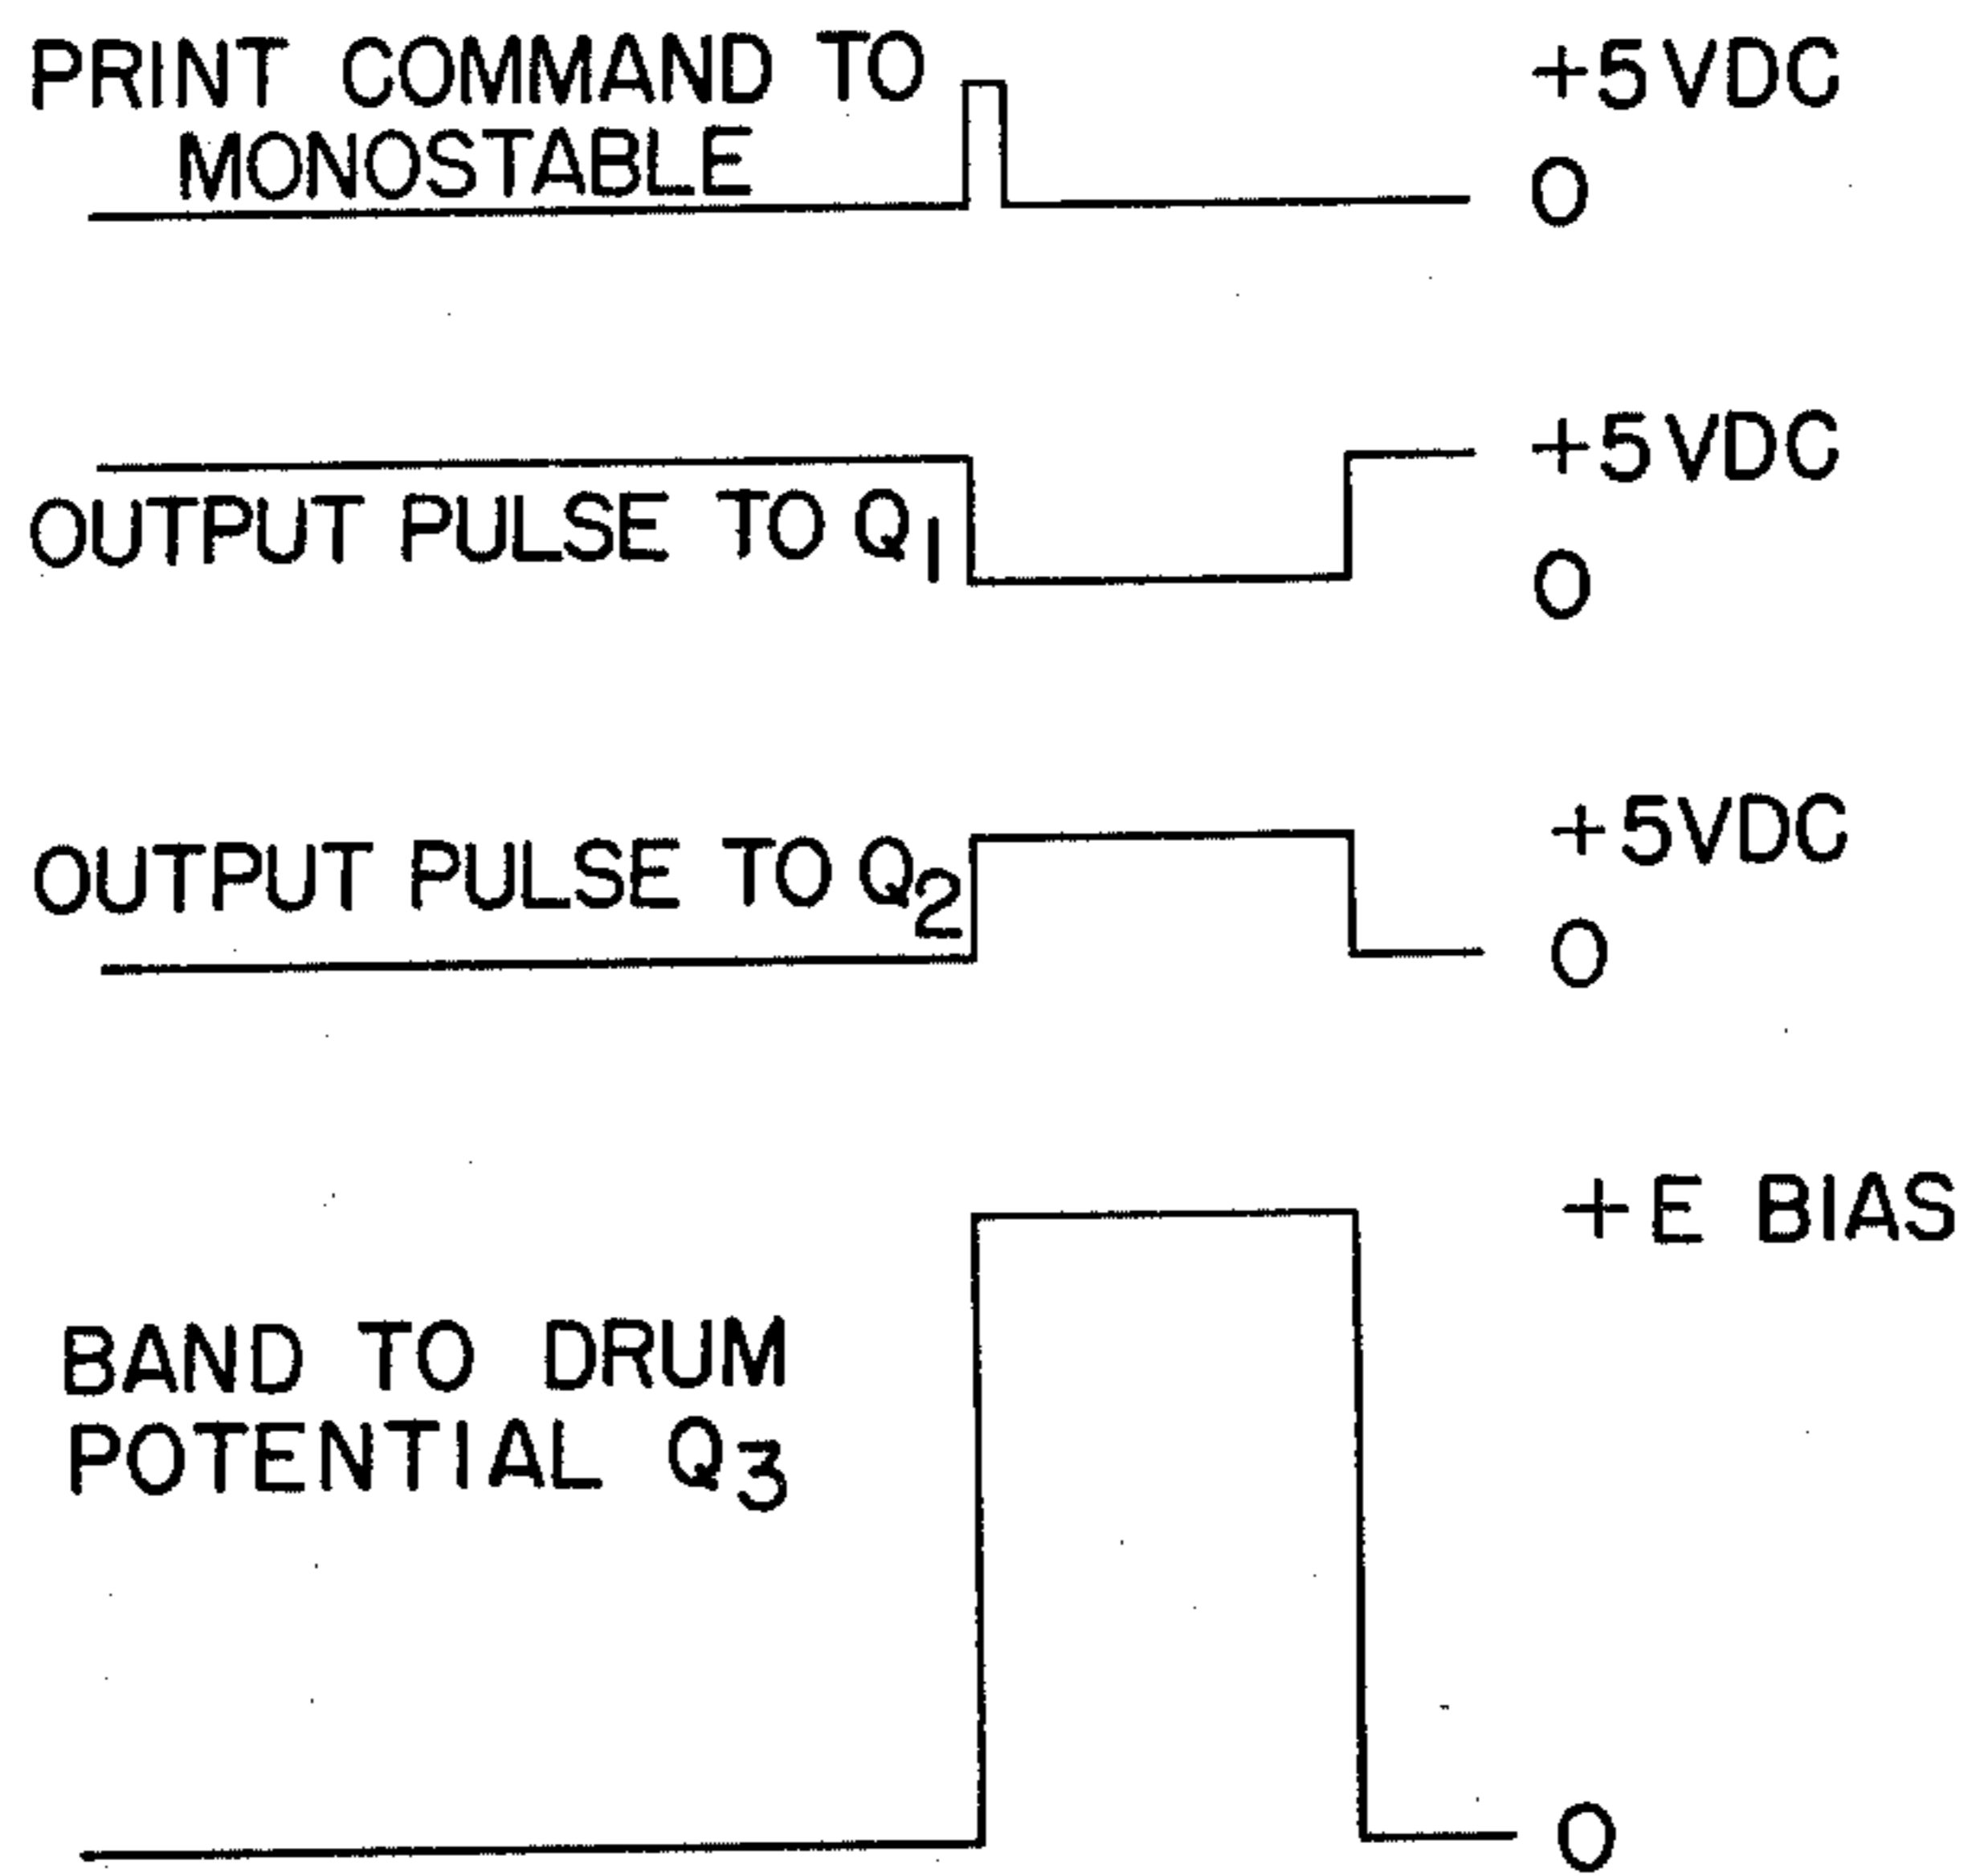 PRINT COMMAND TO
MONOSTABLE
+5VDC
0
OUTPUT PULSE TO Q1
+5VDC
0
OUTPUT PULSE TO Q2
+5VDC
0
BAND TO DRUM
POTENTIAL Q3
+E BIAS
0